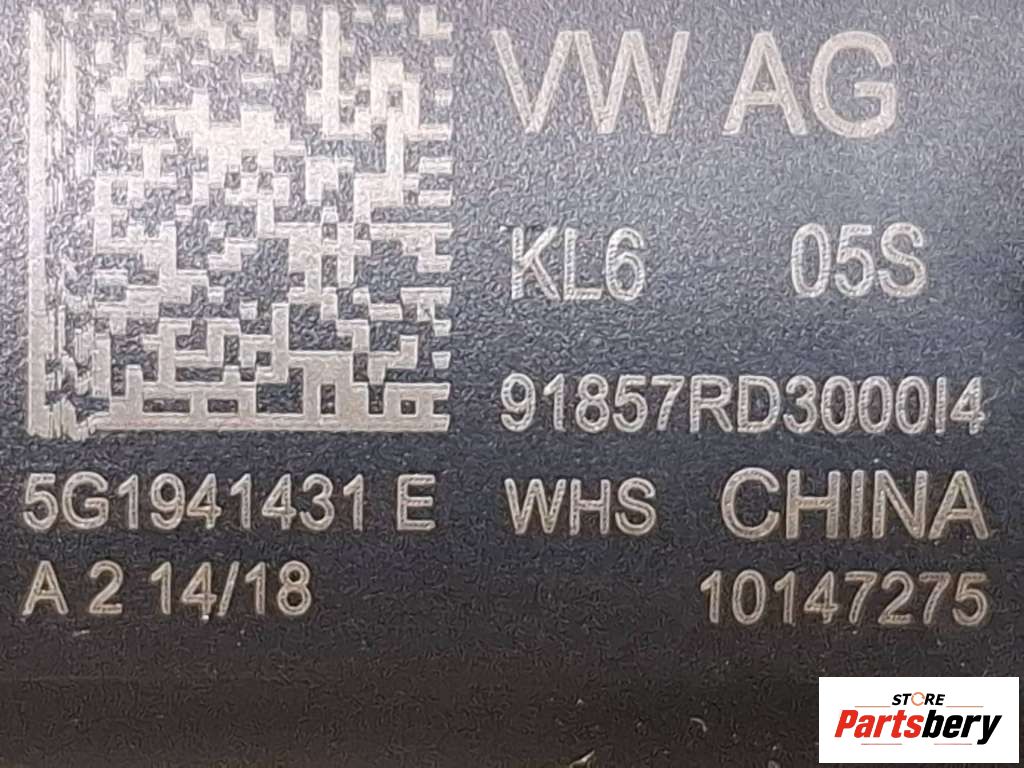 VW AG
KL6 05S
91857RD3000I4
5G1941431 E WHS CHINA
A 2 14/18 10147275
STORE
Partsbery